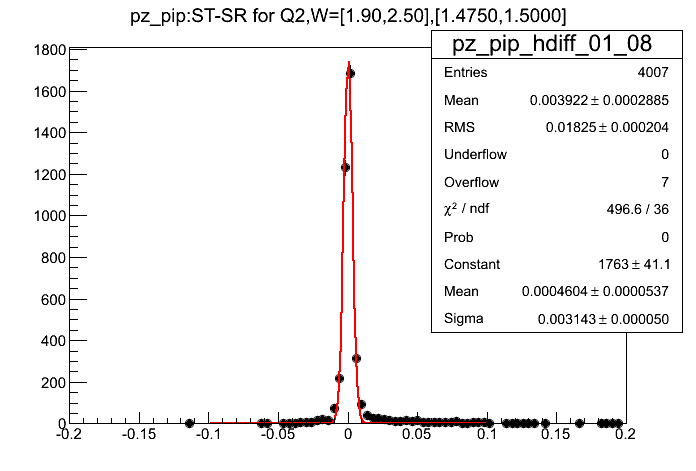 pz_pip:ST-SR for Q2,W=[1.90,2.50],[1.4750,1.5000]
pz_pip_hdiff_01_08
Entries 4007
Mean 0.003922 ± 0.0002885
RMS 0.01825 ± 0.000204
Underflow 0
Overflow 7
χ² / ndf 496.6 / 36
Prob 0
Constant 1763 ± 41.1
Mean 0.0004604 ± 0.0000537
Sigma 0.003143 ± 0.000050
1800
1600
1400
1200
1000
800
600
400
200
0
-0.2 -0.15 -0.1 -0.05 0 0.05 0.1 0.15 0.2